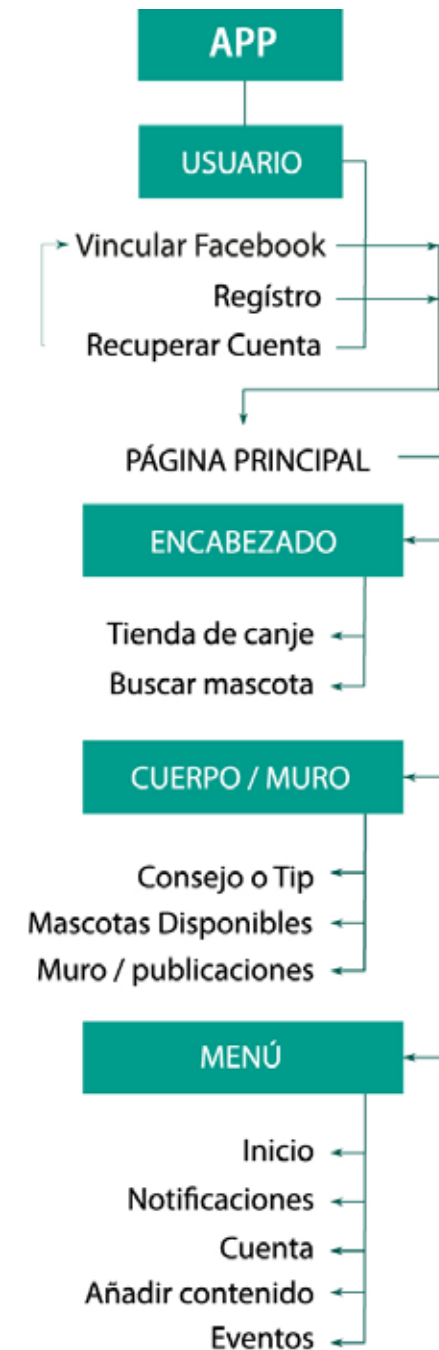 APP
USUARIO
Vincular Facebook
Regístro
Recuperar Cuenta
PÁGINA PRINCIPAL
ENCABEZADO
Tienda de canje
Buscar mascota
CUERPO / MURO
Consejo o Tip
Mascotas Disponibles
Muro / publicaciones
MENÚ
Inicio
Notificaciones
Cuenta
Añadir contenido
Eventos